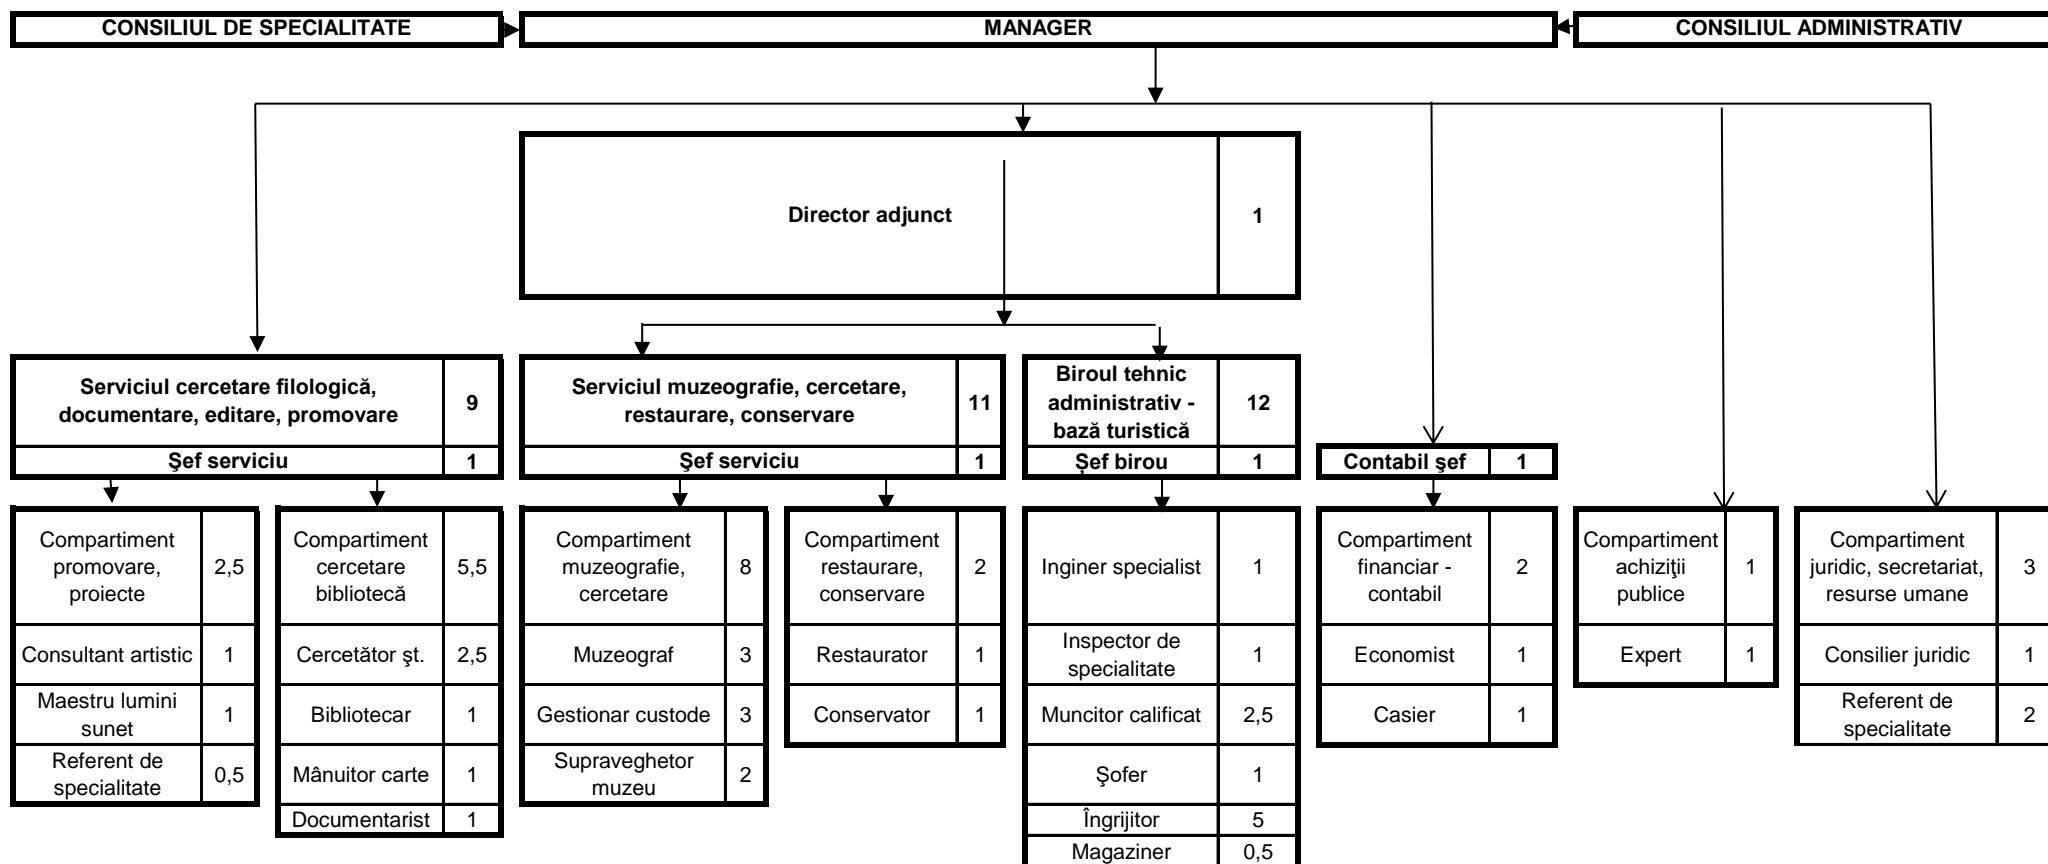 CONSILIUL DE SPECIALITATE
MANAGER
CONSILIUL ADMINISTRATIV
Director adjunct
1
Serviciul cercetare filologică,
documentare, editare, promovare
9
Şef serviciu
1
Serviciul muzeografie, cercetare,
restaurare, conservare
11
Şef serviciu
1
Biroul tehnic
administrativ -
bază turistică
12
Șef birou
1
Contabil şef
1
Compartiment
promovare,
proiecte
2,5
Consultant artistic
1
Maestru lumini
sunet
1
Referent de
specialitate
0,5
Compartiment
cercetare
bibliotecă
5,5
Cercetător şt.
2,5
Bibliotecar
1
Mânuitor carte
1
Documentarist
1
Compartiment
muzeografie,
cercetare
8
Muzeograf
3
Gestionar custode
3
Supraveghetor
muzeu
2
Compartiment
restaurare,
conservare
2
Restaurator
1
Conservator
1
Inginer specialist
1
Inspector de
specialitate
1
Muncitor calificat
2,5
Şofer
1
Îngrijitor
5
Magaziner
0,5
Compartiment
financiar -
contabil
2
Economist
1
Casier
1
Compartiment
achiziţii
publice
1
Expert
1
Compartiment
juridic, secretariat,
resurse umane
3
Consilier juridic
1
Referent de
specialitate
2